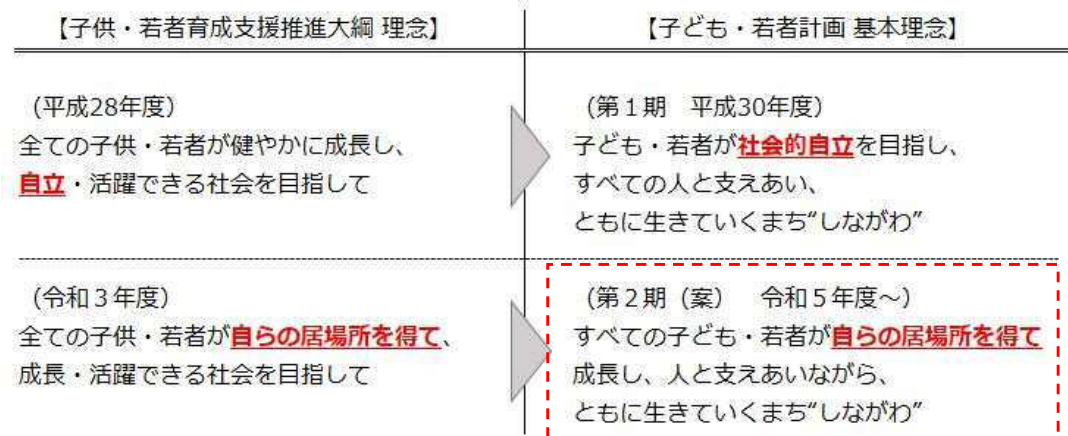 【子供・若者育成支援推進大綱 理念】
【子ども・若者計画 基本理念】
(平成28年度)
全ての子供・若者が健やかに成長し、
自立・活躍できる社会を目指して
(第１期　平成30年度)
子ども・若者が社会的自立を目指し、
すべての人と支えあい、
ともに生きていくまち“しながわ”
(令和３年度)
全ての子供・若者が自らの居場所を得て、
成長・活躍できる社会を目指して
(第２期（案）　令和５年度～)
すべての子ども・若者が自らの居場所を得て
成長し、人と支えあいながら、
ともに生きていくまち“しながわ”